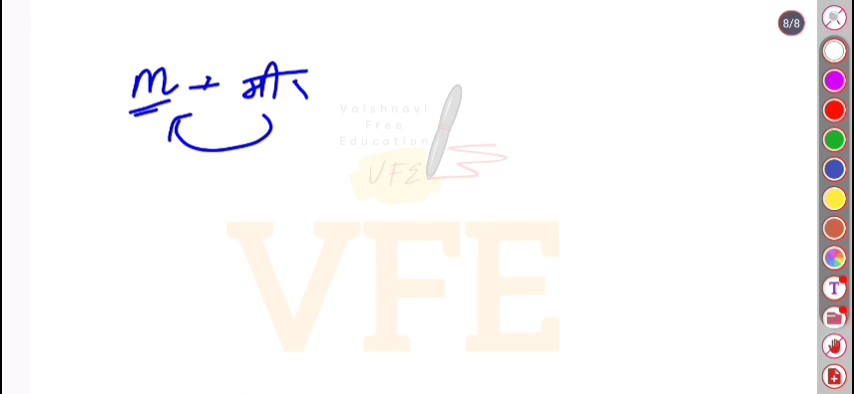 8/8
m →
Vaishnavi
Free
Education
VFE
VFE
T